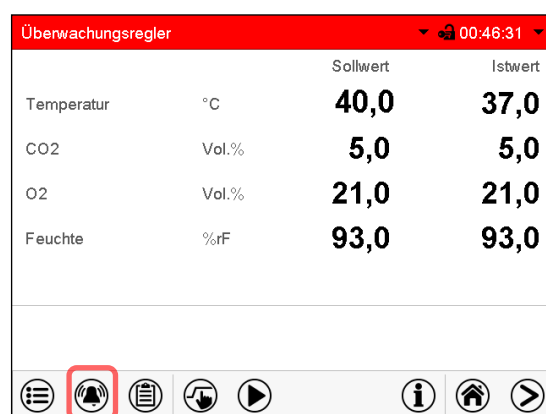 Überwachungsregler 00:46:31
Sollwert Istwert
Temperatur °C 40,0 37,0
CO2 Vol.% 5,0 5,0
O2 Vol.% 21,0 21,0
Feuchte %rF 93,0 93,0